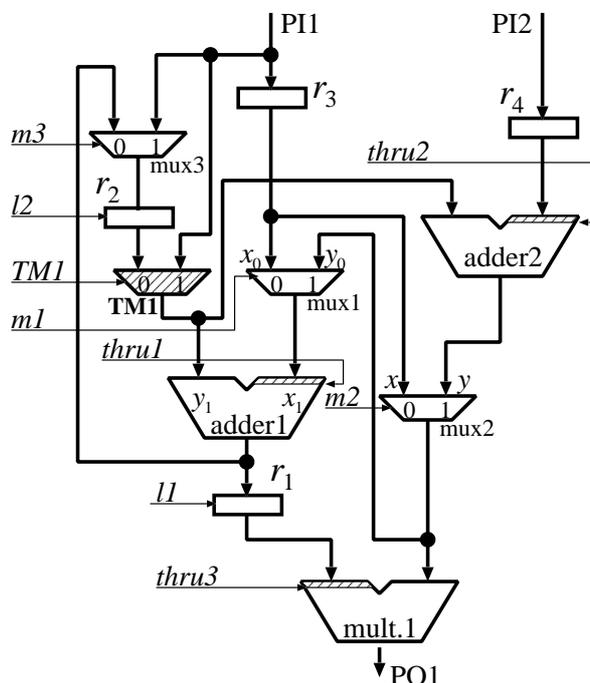 PI1 PI2
r3
r4
m3 0 1 mux3
thru2
l2 r2
TM1 0 1 TM1
x0 y0
0 1 mux1
adder2
m1
thru1
y1 x1
adder1
m2 x y
0 1 mux2
l1 r1
thru3
mult.1
PO1